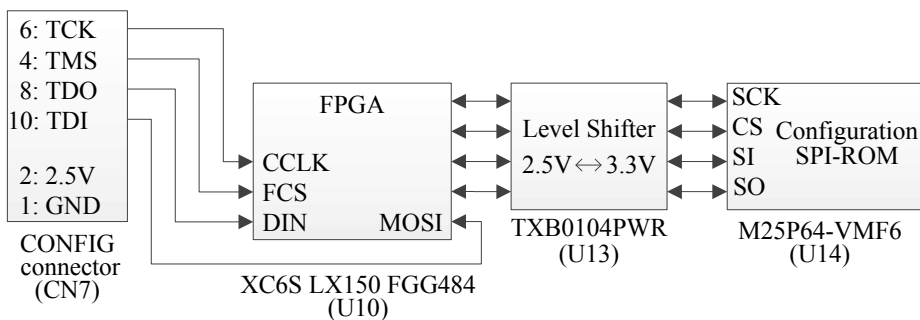 6: TCK
4: TMS
8: TDO
10: TDI
2: 2.5V
1: GND
CONFIG
connector
(CN7)
FPGA
CCLK
FCS
DIN
MOSI
XC6S LX150 FGG484
(U10)
Level Shifter
2.5V↔3.3V
TXB0104PWR
(U13)
SCK
CS
SI
SO
Configuration
SPI-ROM
M25P64-VMF6
(U14)